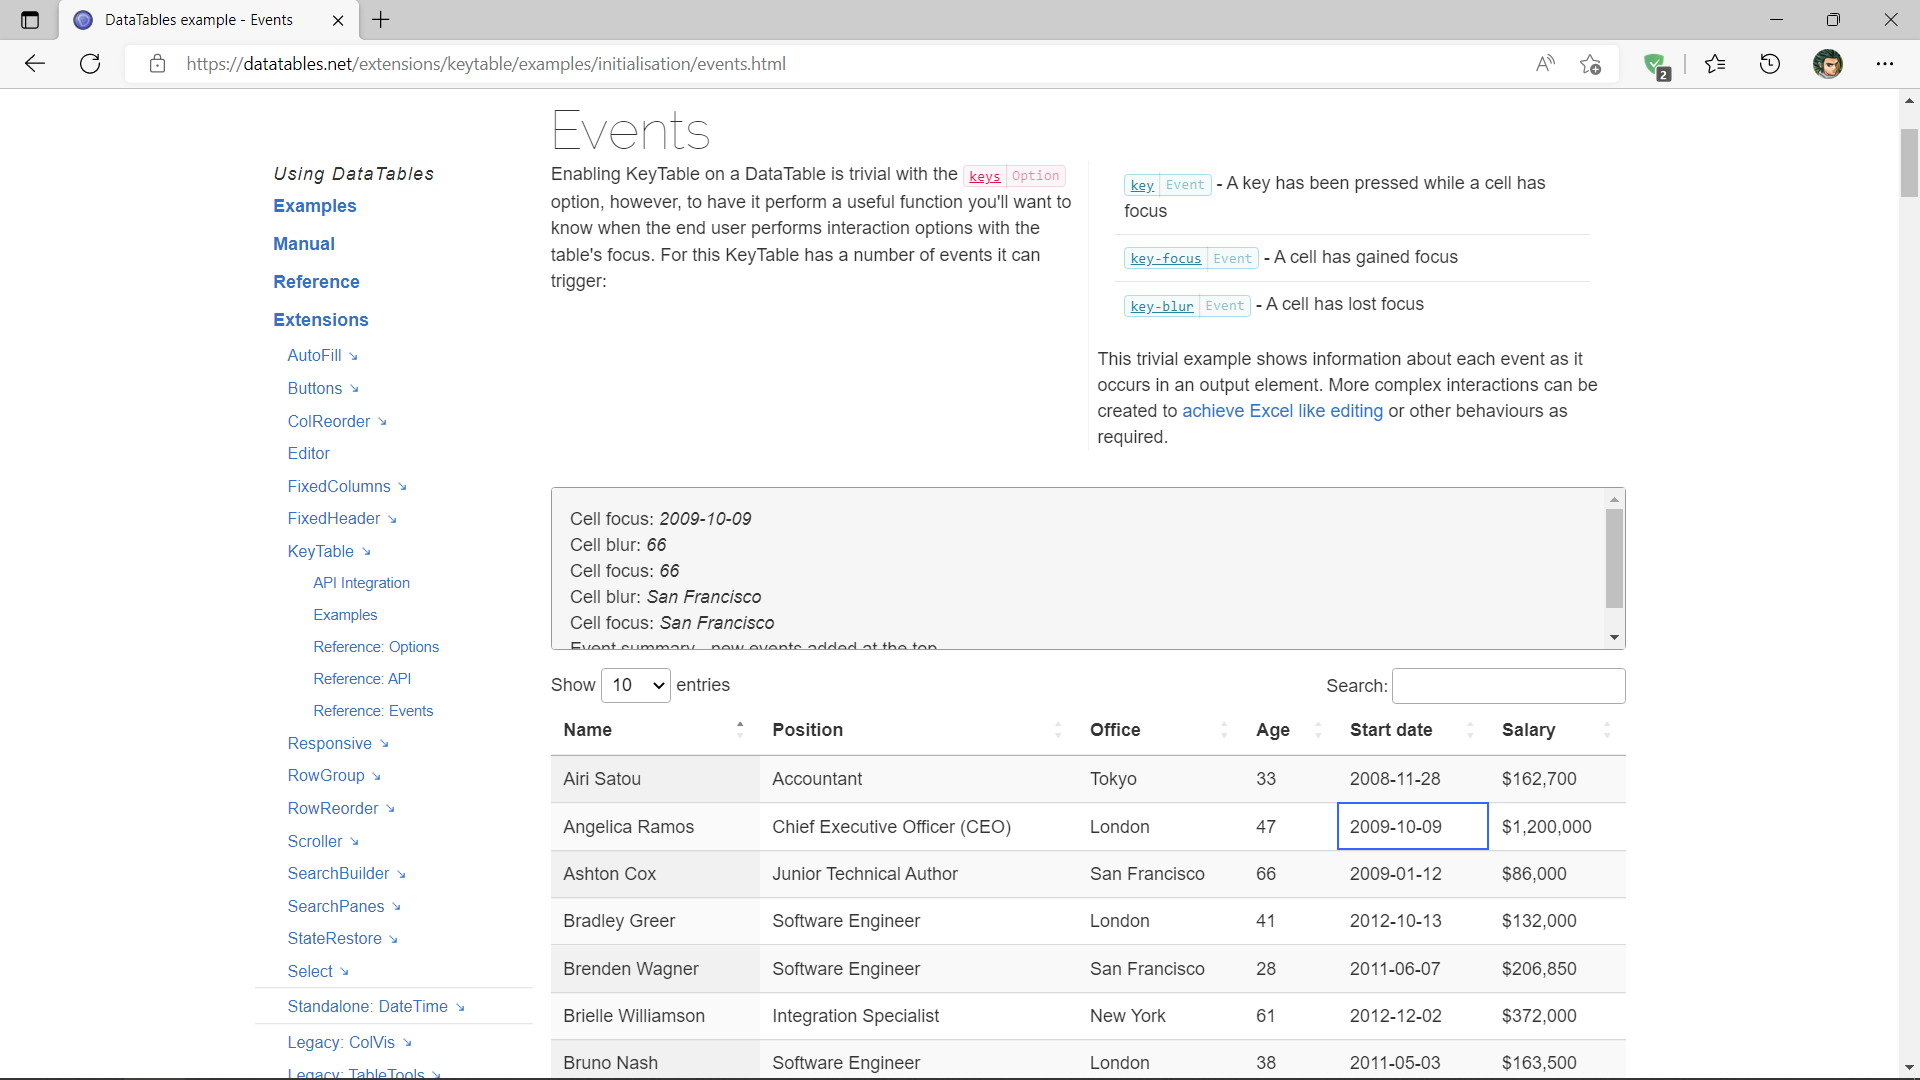 DataTables example - Events
https://datatables.net/extensions/keytable/examples/initialisation/events.html
2
Events
Using DataTables
Examples
Manual
Reference
Extensions
AutoFill
Buttons
ColReorder
Editor
FixedColumns
FixedHeader
KeyTable
API Integration
Examples
Reference: Options
Reference: API
Reference: Events
Responsive
RowGroup
RowReorder
Scroller
SearchBuilder
SearchPanes
StateRestore
Select
Standalone: DateTime
Legacy: ColVis
Legacy: TableTools
Enabling KeyTable on a DataTable is trivial with the keys Option
option, however, to have it perform a useful function you'll want to
know when the end user performs interaction options with the
table's focus. For this KeyTable has a number of events it can
trigger:
key Event - A key has been pressed while a cell has
focus
key-focus Event - A cell has gained focus
key-blur Event - A cell has lost focus
This trivial example shows information about each event as it
occurs in an output element. More complex interactions can be
created to achieve Excel like editing or other behaviours as
required.
Cell focus: 2009-10-09
Cell blur: 66
Cell focus: 66
Cell blur: San Francisco
Cell focus: San Francisco
Event summary - new events added at the top
Show 10 entries
Search:
Name Position Office Age Start date Salary
Airi Satou Accountant Tokyo 33 2008-11-28 $162,700
Angelica Ramos Chief Executive Officer (CEO) London 47 2009-10-09 $1,200,000
Ashton Cox Junior Technical Author San Francisco 66 2009-01-12 $86,000
Bradley Greer Software Engineer London 41 2012-10-13 $132,000
Brenden Wagner Software Engineer San Francisco 28 2011-06-07 $206,850
Brielle Williamson Integration Specialist New York 61 2012-12-02 $372,000
Bruno Nash Software Engineer London 38 2011-05-03 $163,500